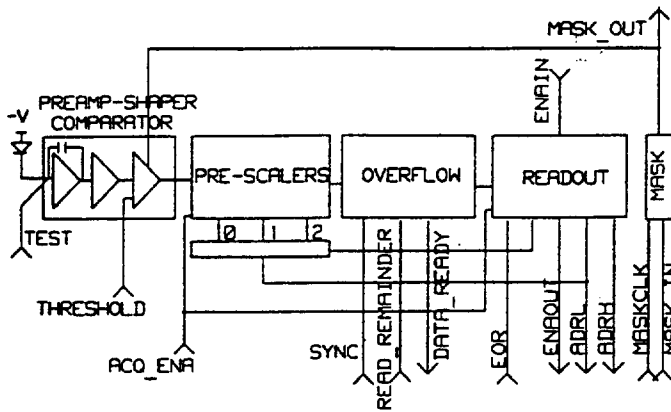 MASK_OUT
PREAMP-SHAPER
COMPARATOR
-V
ENAIN
PRE-SCALERS
OVERFLOW
READOUT
MASK
0 1 2
TEST
THRESHOLD
ACQ_ENA
SYNC
READ_REMAINDER
DATA_READY
EOR
ENAOUT
ADRL
ADRH
MASKCLK
MASK_IN